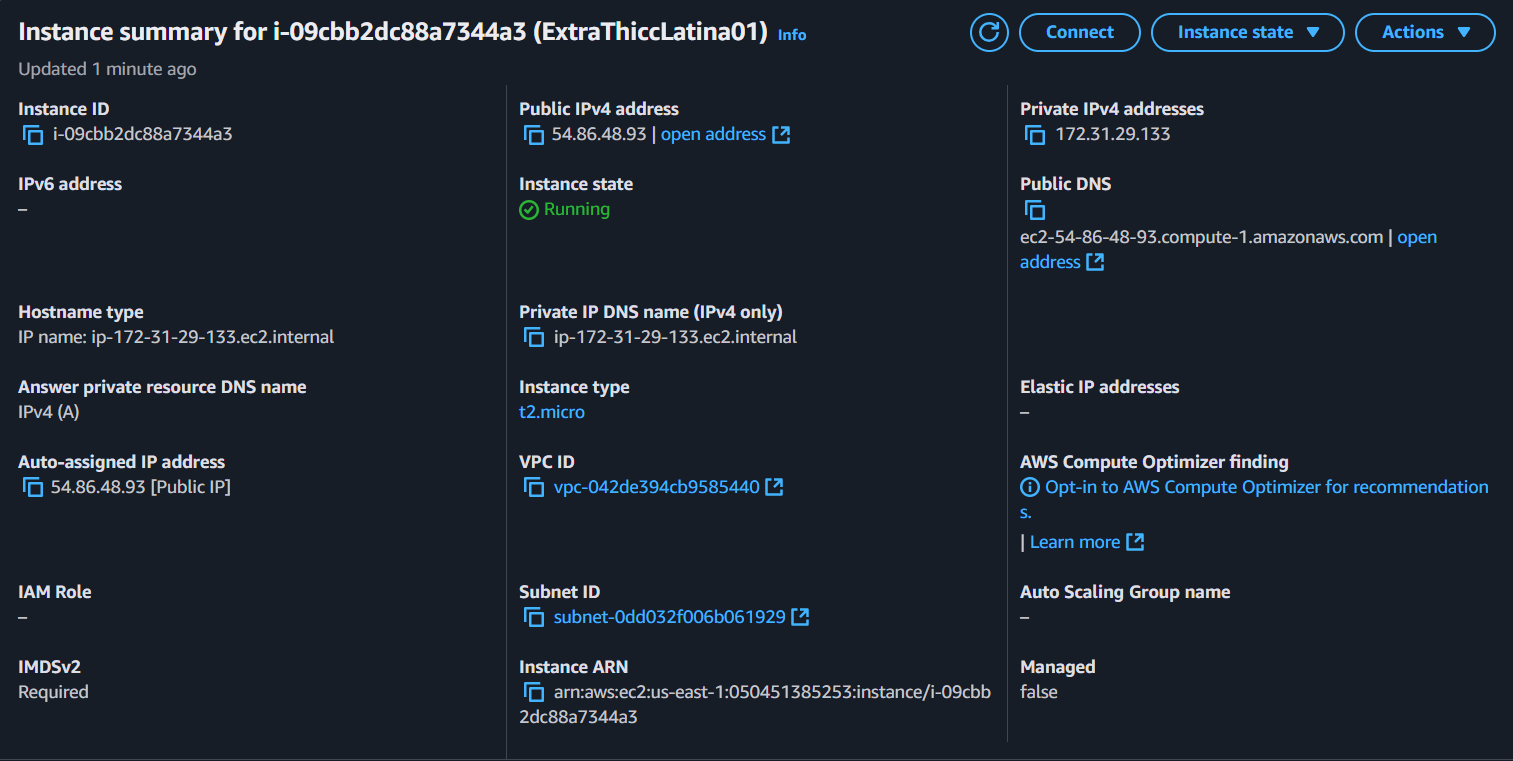 Instance summary for i-09cbb2dc88a7344a3 (ExtraThiccLatina01) Info
Connect
Instance state
Actions
Updated 1 minute ago
Instance ID
i-09cbb2dc88a7344a3
Public IPv4 address
54.86.48.93 | open address
Private IPv4 addresses
172.31.29.133
IPv6 address
–
Instance state
Running
Public DNS
ec2-54-86-48-93.compute-1.amazonaws.com | open
address
Hostname type
IP name: ip-172-31-29-133.ec2.internal
Private IP DNS name (IPv4 only)
ip-172-31-29-133.ec2.internal
Answer private resource DNS name
IPv4 (A)
Instance type
t2.micro
Elastic IP addresses
–
Auto-assigned IP address
54.86.48.93 [Public IP]
VPC ID
vpc-042de394cb9585440
AWS Compute Optimizer finding
Opt-in to AWS Compute Optimizer for recommendation
s.
| Learn more
IAM Role
–
Subnet ID
subnet-0dd032f006b061929
Auto Scaling Group name
–
IMDSv2
Required
Instance ARN
arn:aws:ec2:us-east-1:050451385253:instance/i-09cbb
2dc88a7344a3
Managed
false